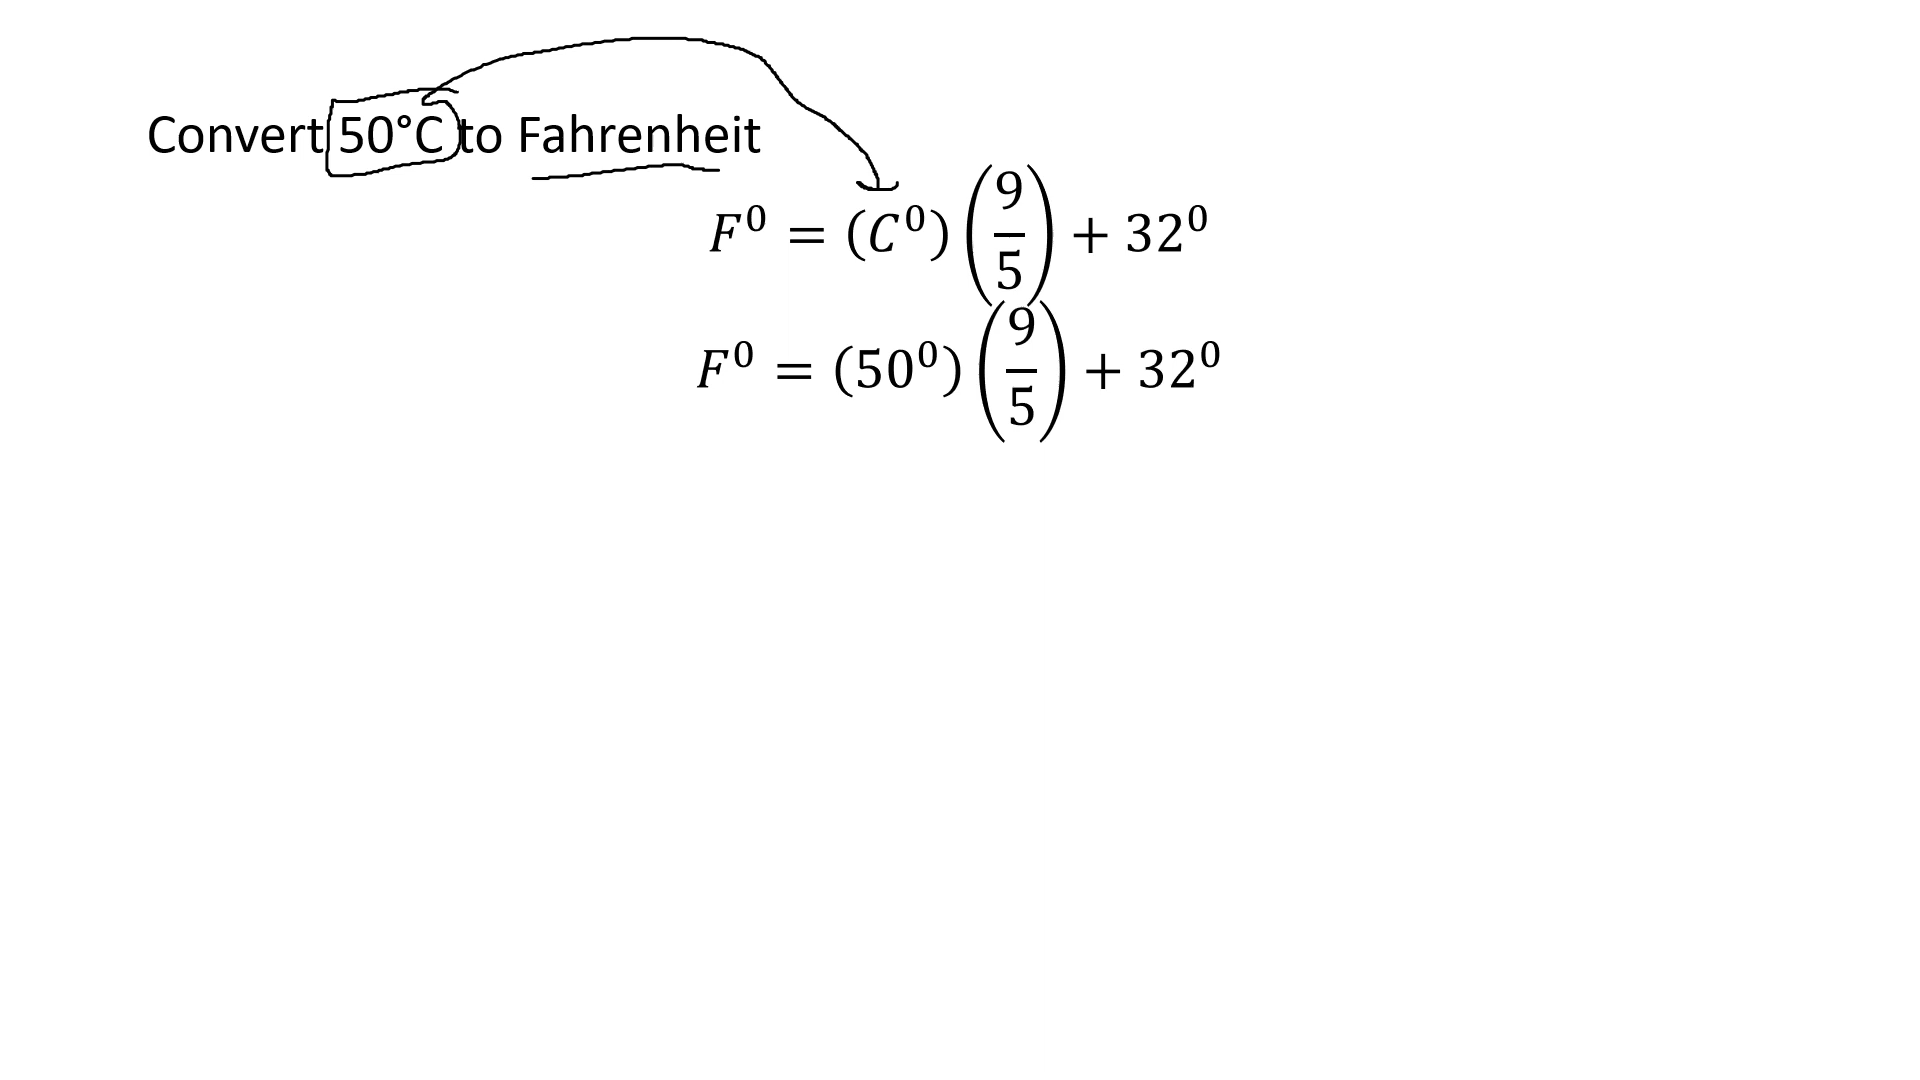 Convert 50°C to Fahrenheit
F⁰ = (C⁰)(9/5) + 32⁰
F⁰ = (50⁰)(9/5) + 32⁰